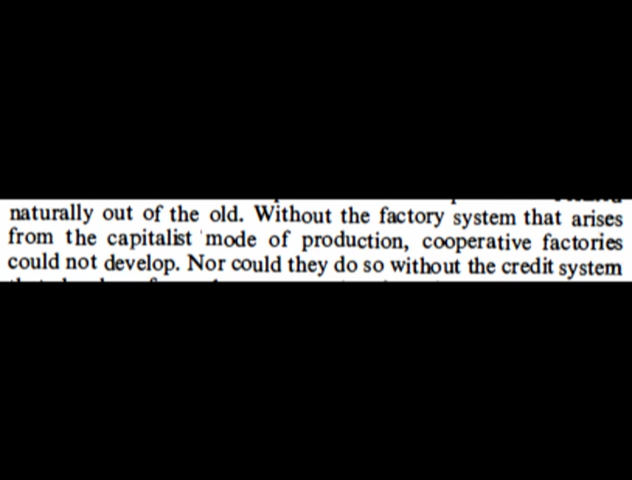 naturally out of the old. Without the factory system that arises
from the capitalist mode of production, cooperative factories
could not develop. Nor could they do so without the credit system